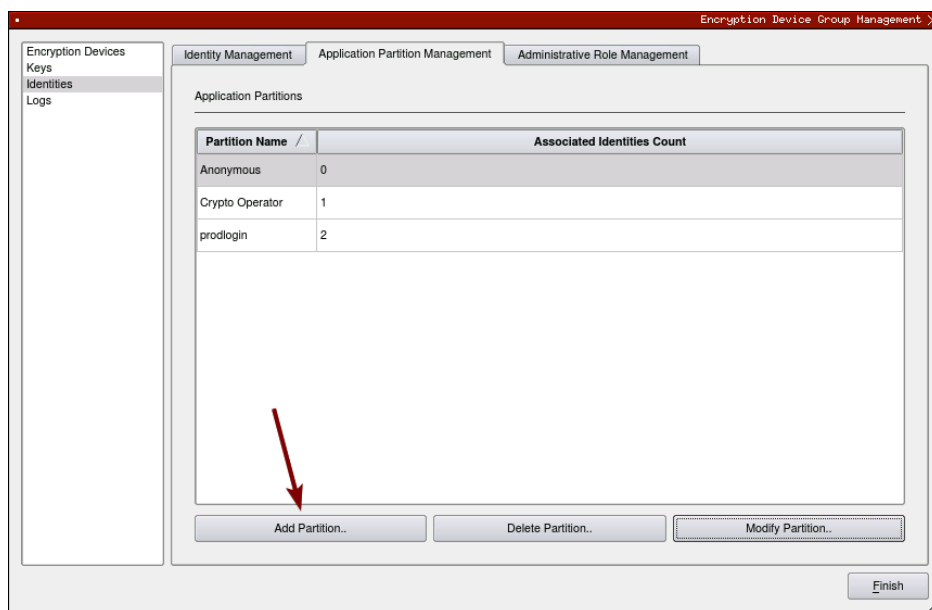 Encryption Device Group Management
Encryption Devices
Keys
Identities
Logs
Identity Management
Application Partition Management
Administrative Role Management
Application Partitions
Partition Name
Associated Identities Count
Anonymous
0
Crypto Operator
1
prodlogin
2
Add Partition..
Delete Partition..
Modify Partition..
Finish